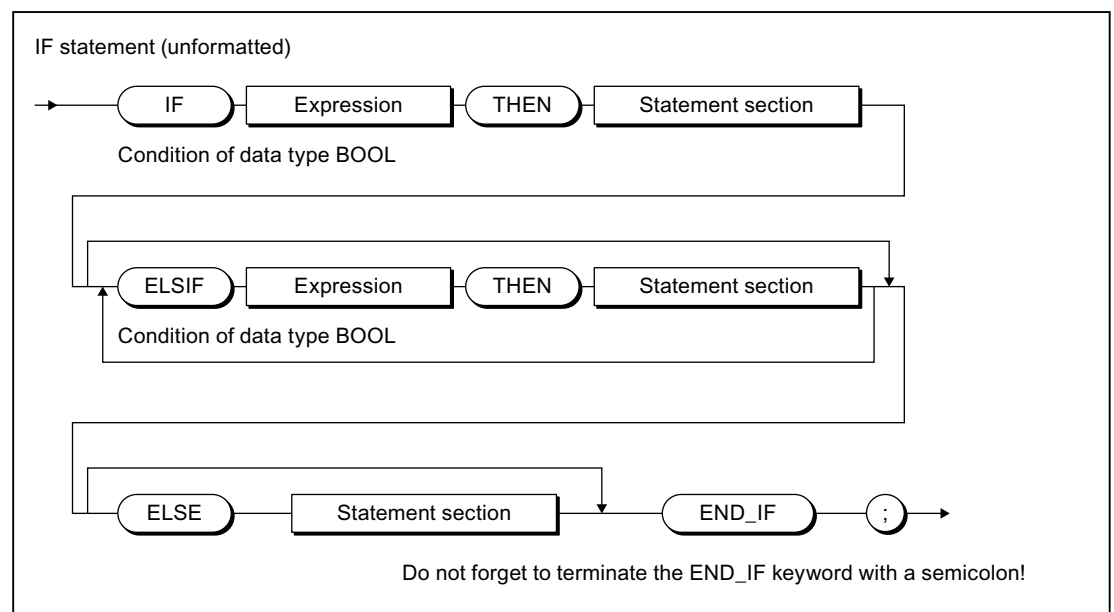 IF statement (unformatted)
IF Expression THEN Statement section
Condition of data type BOOL
ELSIF Expression THEN Statement section
Condition of data type BOOL
ELSE Statement section END_IF ;
Do not forget to terminate the END_IF keyword with a semicolon!